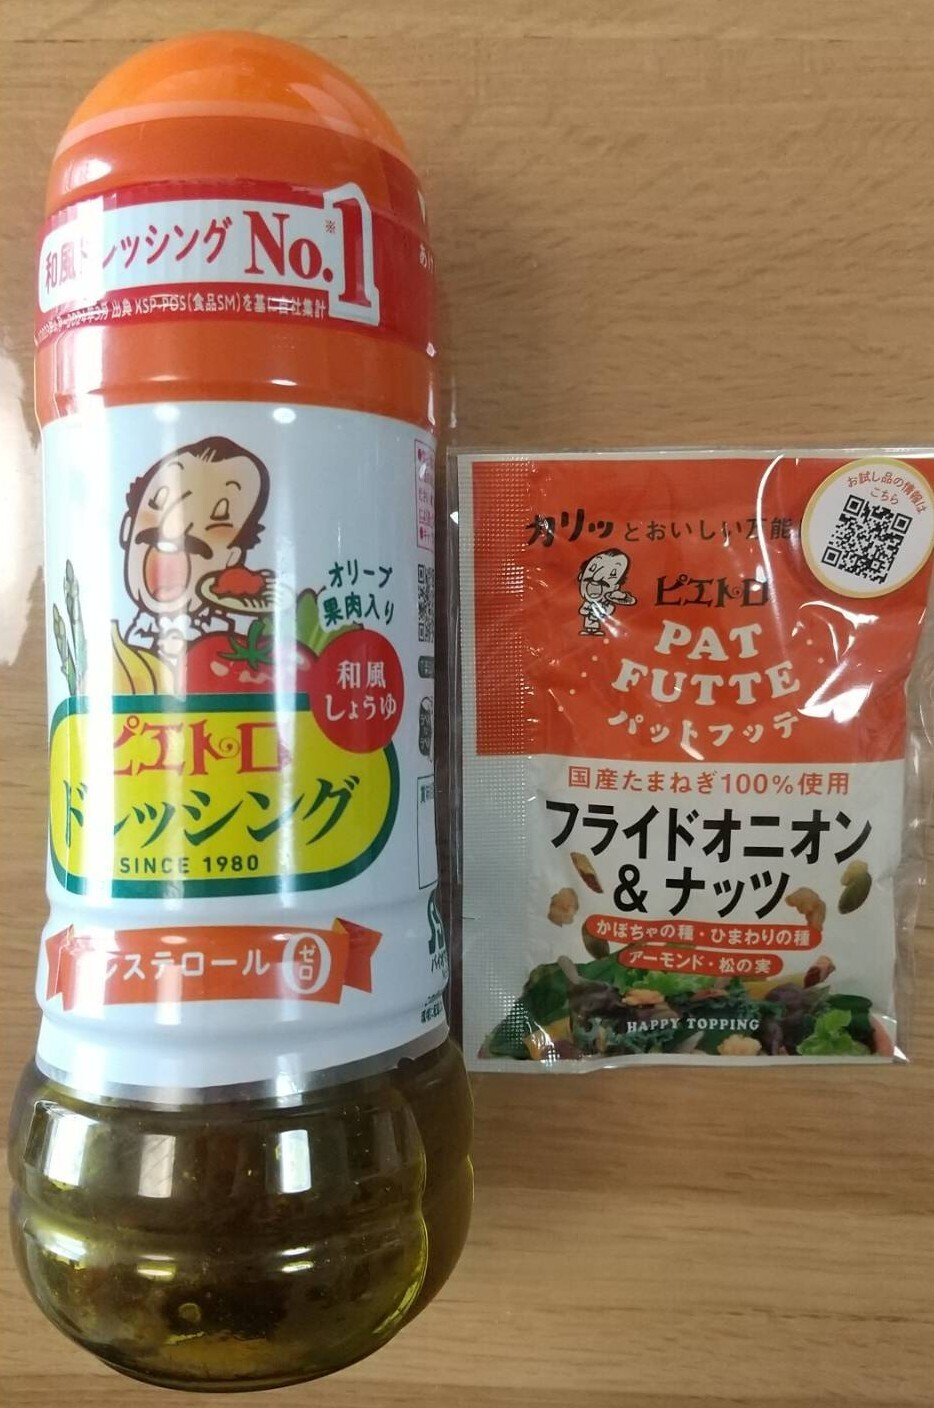 和風ドレッシング No.1
※
出典 KSP-POS(食品SM)を基に自社集計
オリーブ
果肉入り
和風
しょうゆ
ピエトロ
ドレッシング
SINCE 1980
コレステロール 0
ゼロ
お試し品の情報は
こちら
カリッとおいしい万能
ピエトロ
PAT
FUTTE
パットフッテ
国産たまねぎ100%使用
フライドオニオン
&ナッツ
かぼちゃの種・ひまわりの種
アーモンド・松の実
HAPPY TOPPING